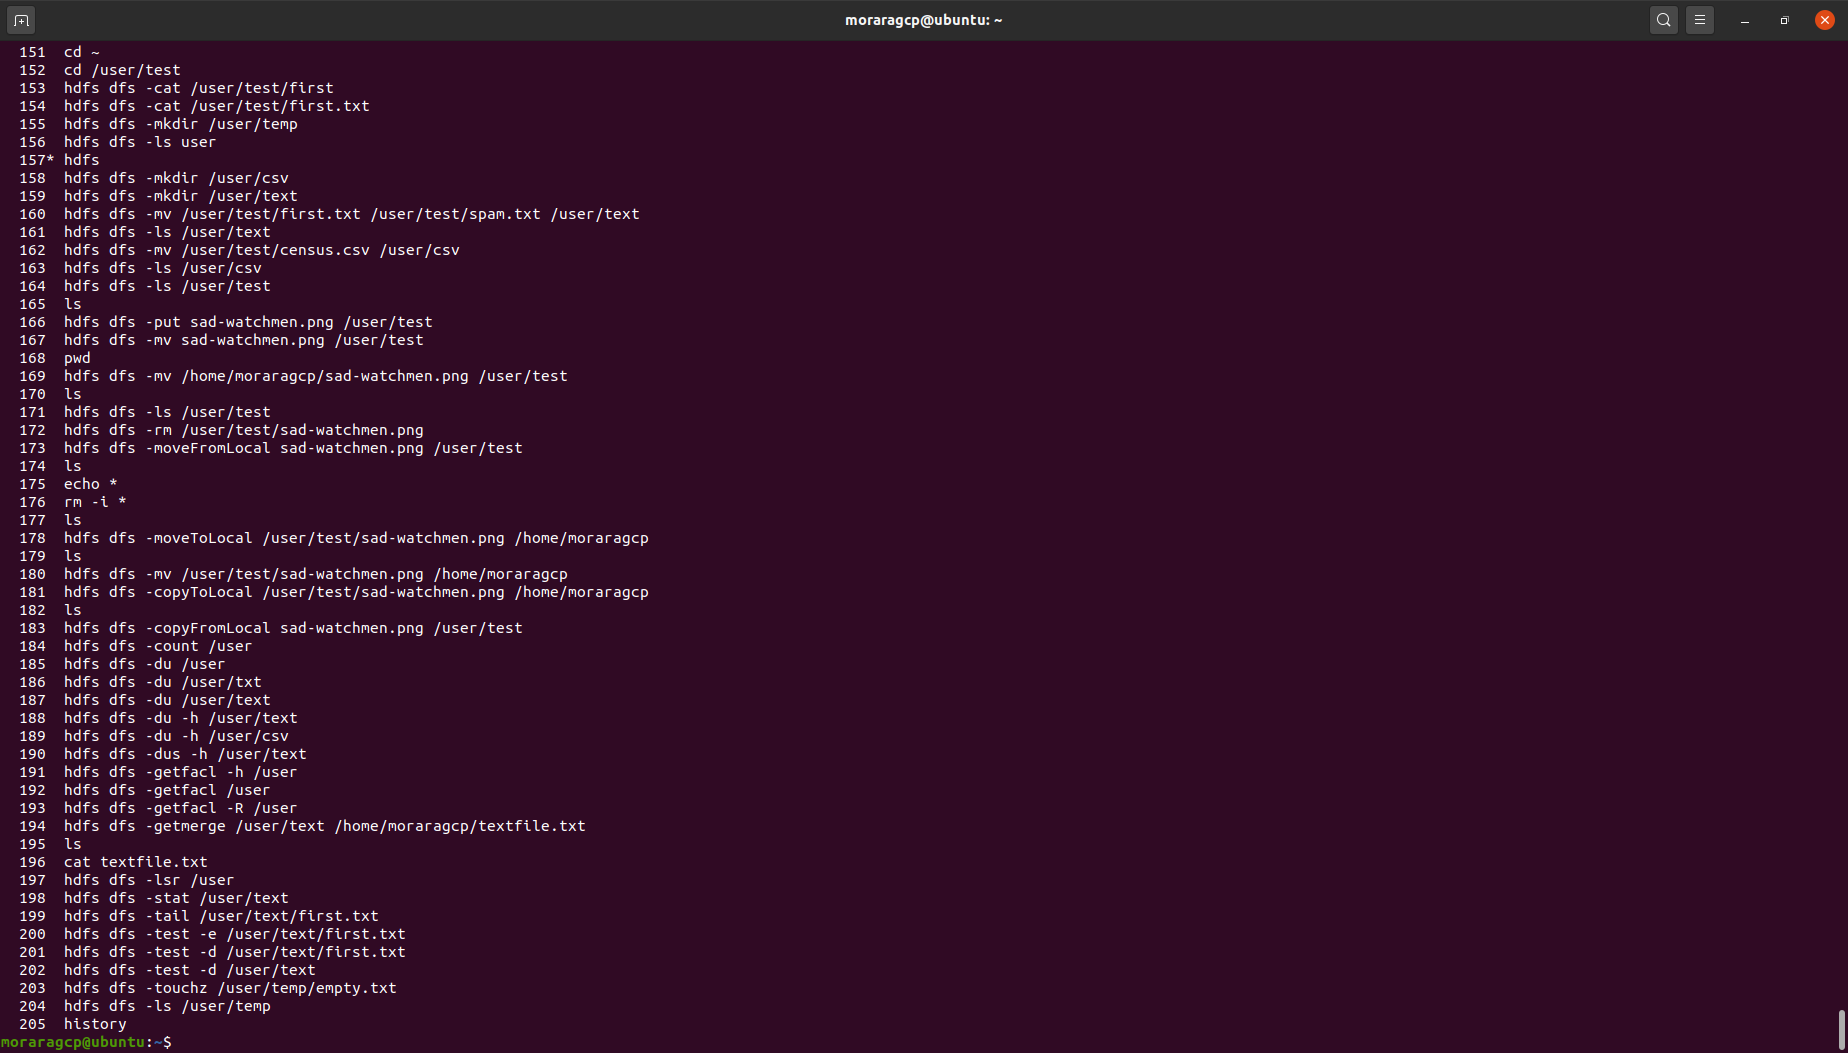 moraragcp@ubuntu: ~
151 cd ~
152 cd /user/test
153 hdfs dfs -cat /user/test/first
154 hdfs dfs -cat /user/test/first.txt
155 hdfs dfs -mkdir /user/temp
156 hdfs dfs -ls user
157* hdfs
158 hdfs dfs -mkdir /user/csv
159 hdfs dfs -mkdir /user/text
160 hdfs dfs -mv /user/test/first.txt /user/test/spam.txt /user/text
161 hdfs dfs -ls /user/text
162 hdfs dfs -mv /user/test/census.csv /user/csv
163 hdfs dfs -ls /user/csv
164 hdfs dfs -ls /user/test
165 ls
166 hdfs dfs -put sad-watchmen.png /user/test
167 hdfs dfs -mv sad-watchmen.png /user/test
168 pwd
169 hdfs dfs -mv /home/moraragcp/sad-watchmen.png /user/test
170 ls
171 hdfs dfs -ls /user/test
172 hdfs dfs -rm /user/test/sad-watchmen.png
173 hdfs dfs -moveFromLocal sad-watchmen.png /user/test
174 ls
175 echo *
176 rm -i *
177 ls
178 hdfs dfs -moveToLocal /user/test/sad-watchmen.png /home/moraragcp
179 ls
180 hdfs dfs -mv /user/test/sad-watchmen.png /home/moraragcp
181 hdfs dfs -copyToLocal /user/test/sad-watchmen.png /home/moraragcp
182 ls
183 hdfs dfs -copyFromLocal sad-watchmen.png /user/test
184 hdfs dfs -count /user
185 hdfs dfs -du /user
186 hdfs dfs -du /user/txt
187 hdfs dfs -du /user/text
188 hdfs dfs -du -h /user/text
189 hdfs dfs -du -h /user/csv
190 hdfs dfs -dus -h /user/text
191 hdfs dfs -getfacl -h /user
192 hdfs dfs -getfacl /user
193 hdfs dfs -getfacl -R /user
194 hdfs dfs -getmerge /user/text /home/moraragcp/textfile.txt
195 ls
196 cat textfile.txt
197 hdfs dfs -lsr /user
198 hdfs dfs -stat /user/text
199 hdfs dfs -tail /user/text/first.txt
200 hdfs dfs -test -e /user/text/first.txt
201 hdfs dfs -test -d /user/text/first.txt
202 hdfs dfs -test -d /user/text
203 hdfs dfs -touchz /user/temp/empty.txt
204 hdfs dfs -ls /user/temp
205 history
moraragcp@ubuntu:~$